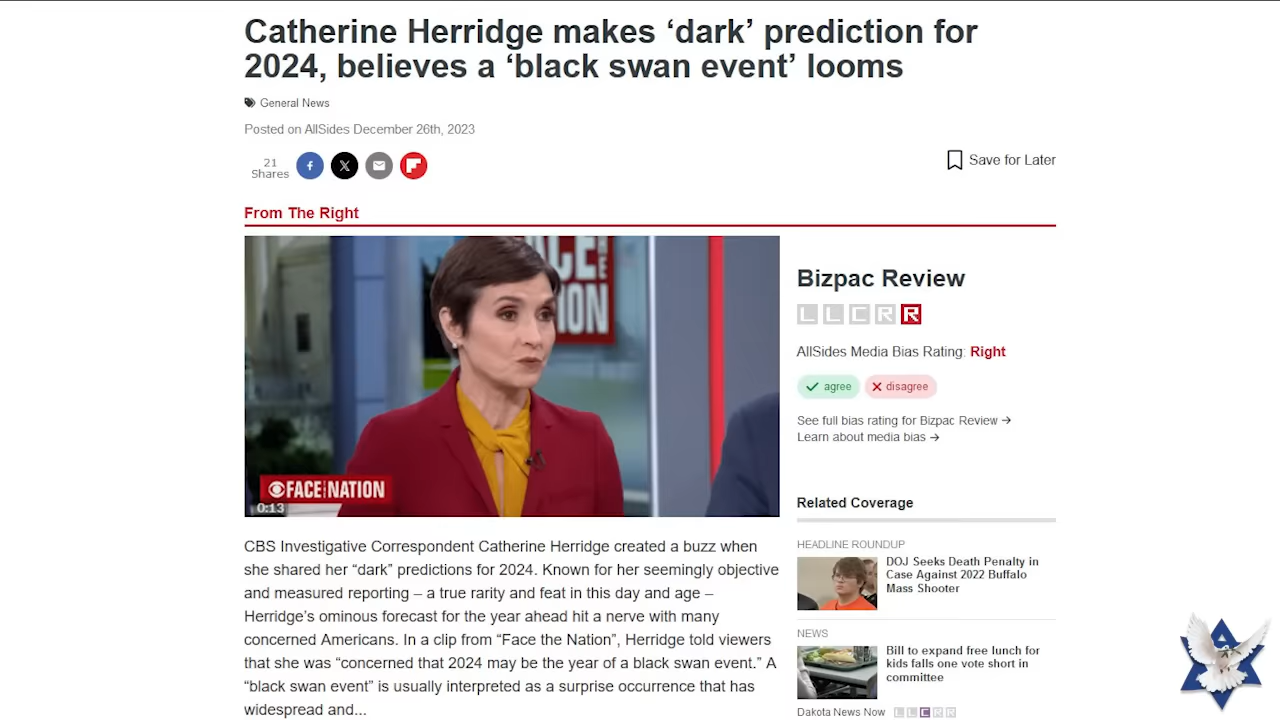 Catherine Herridge makes ‘dark’ prediction for
2024, believes a ‘black swan event’ looms
General News
Posted on AllSides December 26th, 2023
21
Shares
Save for Later
From The Right
FACE THE
NATION
FACE THE NATION
0:13
CBS Investigative Correspondent Catherine Herridge created a buzz when
she shared her “dark” predictions for 2024. Known for her seemingly objective
and measured reporting – a true rarity and feat in this day and age –
Herridge’s ominous forecast for the year ahead hit a nerve with many
concerned Americans. In a clip from “Face the Nation”, Herridge told viewers
that she was “concerned that 2024 may be the year of a black swan event.” A
“black swan event” is usually interpreted as a surprise occurrence that has
widespread and...
Bizpac Review
L L C R R
AllSides Media Bias Rating: Right
agree disagree
See full bias rating for Bizpac Review →
Learn about media bias →
Related Coverage
HEADLINE ROUNDUP
DOJ Seeks Death Penalty in
Case Against 2022 Buffalo
Mass Shooter
NEWS
Bill to expand free lunch for
kids falls one vote short in
committee
Dakota News Now L L C R R